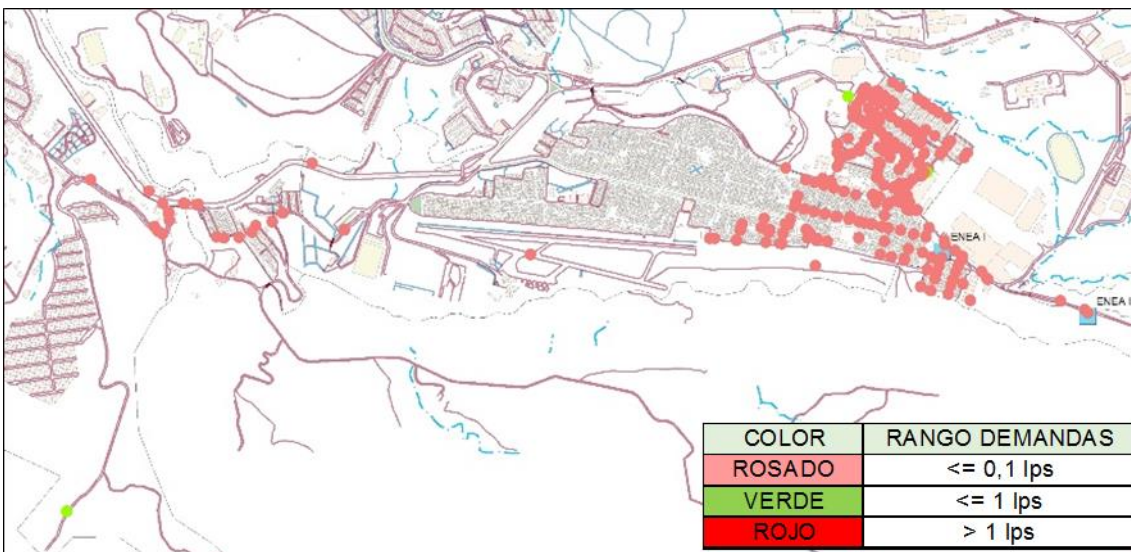 ENEA I
ENEA I
COLOR RANGO DEMANDAS
ROSADO <= 0,1 lps
VERDE <= 1 lps
ROJO > 1 lps